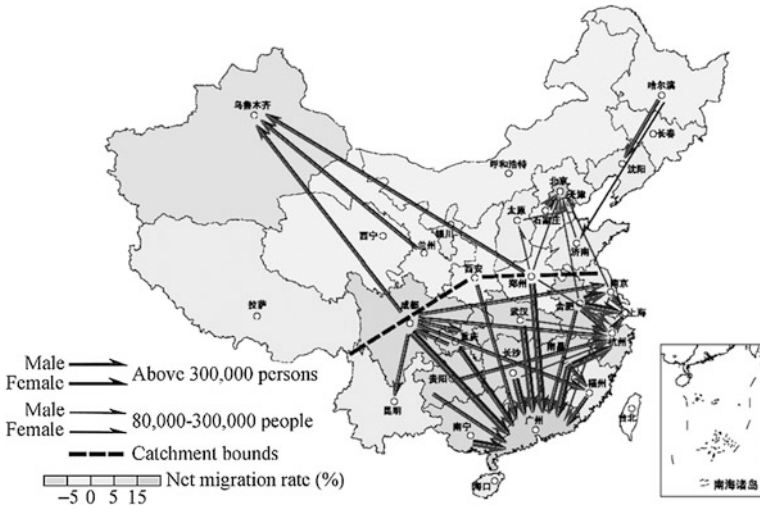 哈尔滨
长春
乌鲁木齐
沈阳
呼和浩特
北京
天津
太原
石家庄
银川
西宁
济南
兰州
西安
郑州
南京
合肥
上海
拉萨
成都
武汉
杭州
重庆
长沙
南昌
贵阳
福州
昆明
台北
南宁
广州
海口
南海诸岛
Male
Female
Above 300,000 persons
Male
Female
80,000-300,000 people
Catchment bounds
Net migration rate (%)
−5 0 5 15